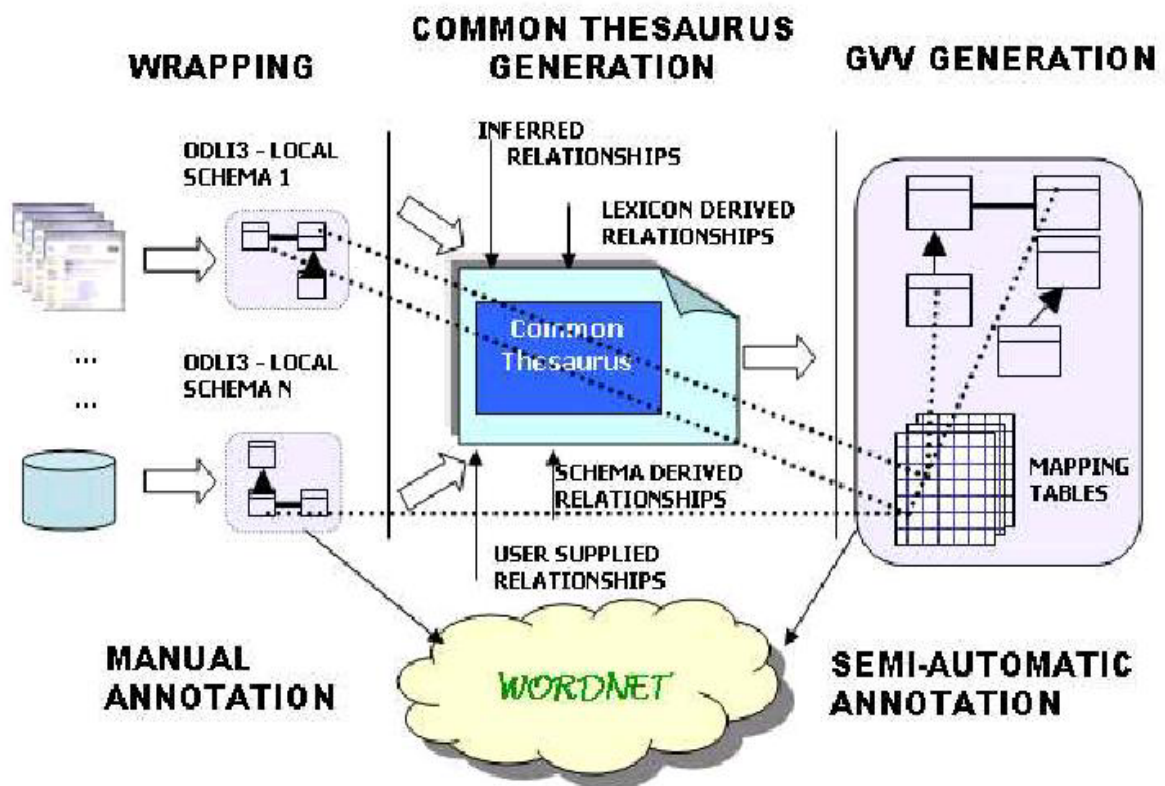 WRAPPING
COMMON THESAURUS
GENERATION
GVV GENERATION
ODLI3 - LOCAL
SCHEMA 1
INFERRED
RELATIONSHIPS
LEXICON DERIVED
RELATIONSHIPS
Common
Thesaurus
...
...
ODLI3 - LOCAL
SCHEMA N
SCHEMA DERIVED
RELATIONSHIPS
USER SUPPLIED
RELATIONSHIPS
MAPPING
TABLES
MANUAL
ANNOTATION
WORDNET
SEMI-AUTOMATIC
ANNOTATION